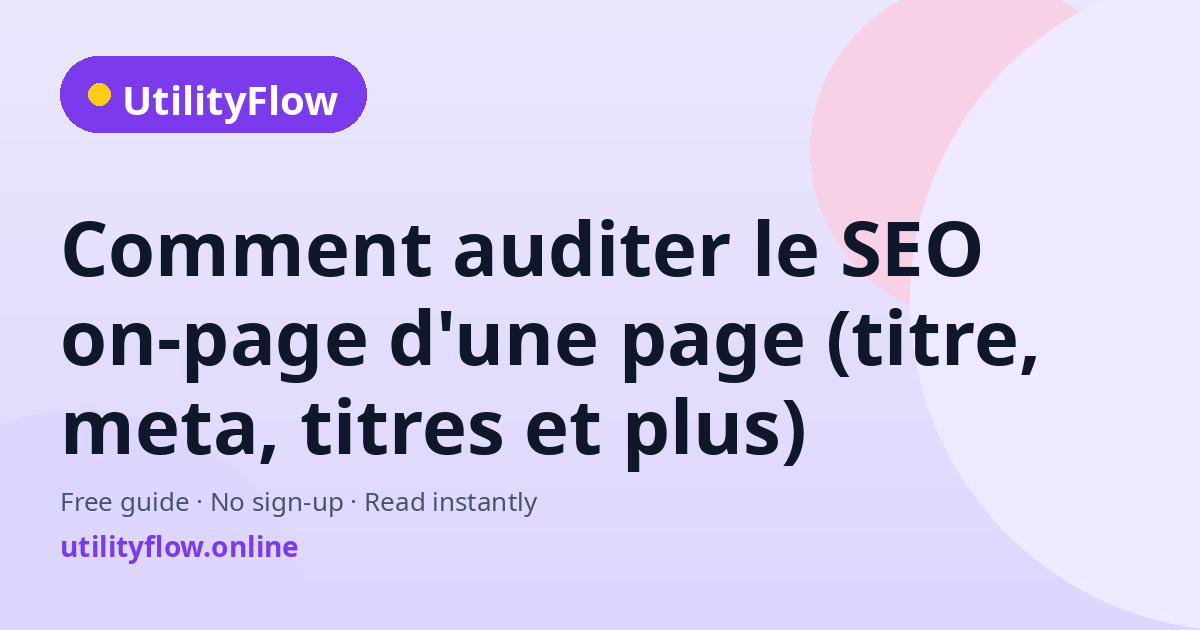 UtilityFlow
Comment auditer le SEO
on-page d'une page (titre,
meta, titres et plus)
Free guide · No sign-up · Read instantly
utilityflow.online